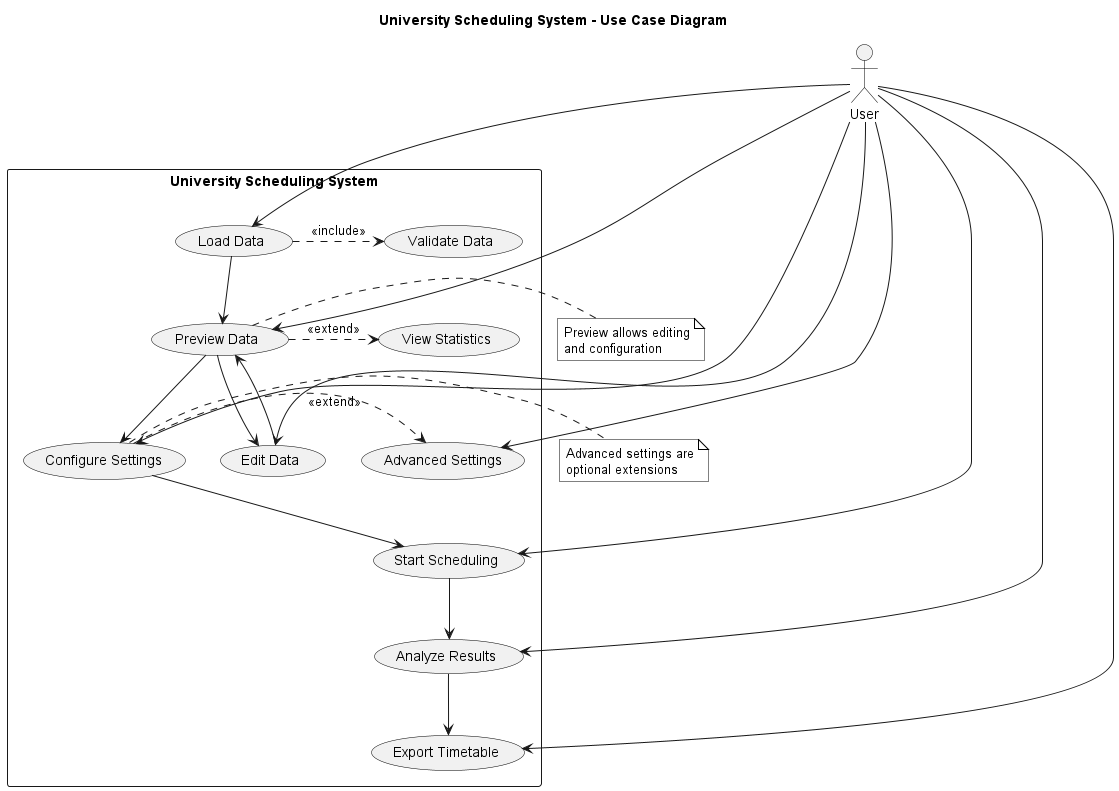 University Scheduling System - Use Case Diagram
User
University Scheduling System
Load Data
«include»
Validate Data
Preview Data
«extend»
View Statistics
Preview allows editing
and configuration
«extend»
Configure Settings
Edit Data
Advanced Settings
Advanced settings are
optional extensions
Start Scheduling
Analyze Results
Export Timetable